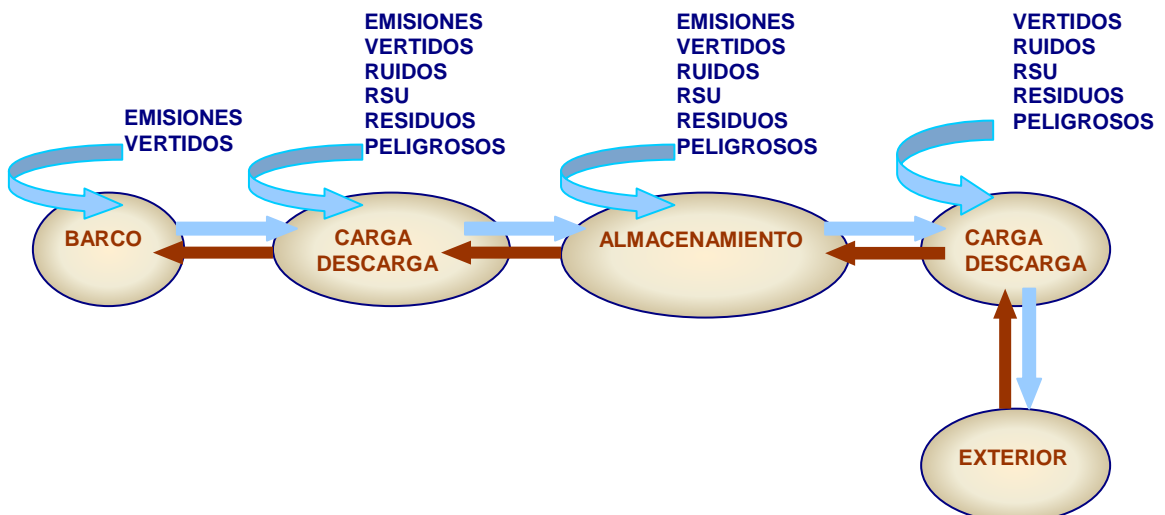 EMISIONES
VERTIDOS
EMISIONES
VERTIDOS
RUIDOS
RSU
RESIDUOS
PELIGROSOS
EMISIONES
VERTIDOS
RUIDOS
RSU
RESIDUOS
PELIGROSOS
VERTIDOS
RUIDOS
RSU
RESIDUOS
PELIGROSOS
BARCO
CARGA
DESCARGA
ALMACENAMIENTO
CARGA
DESCARGA
EXTERIOR